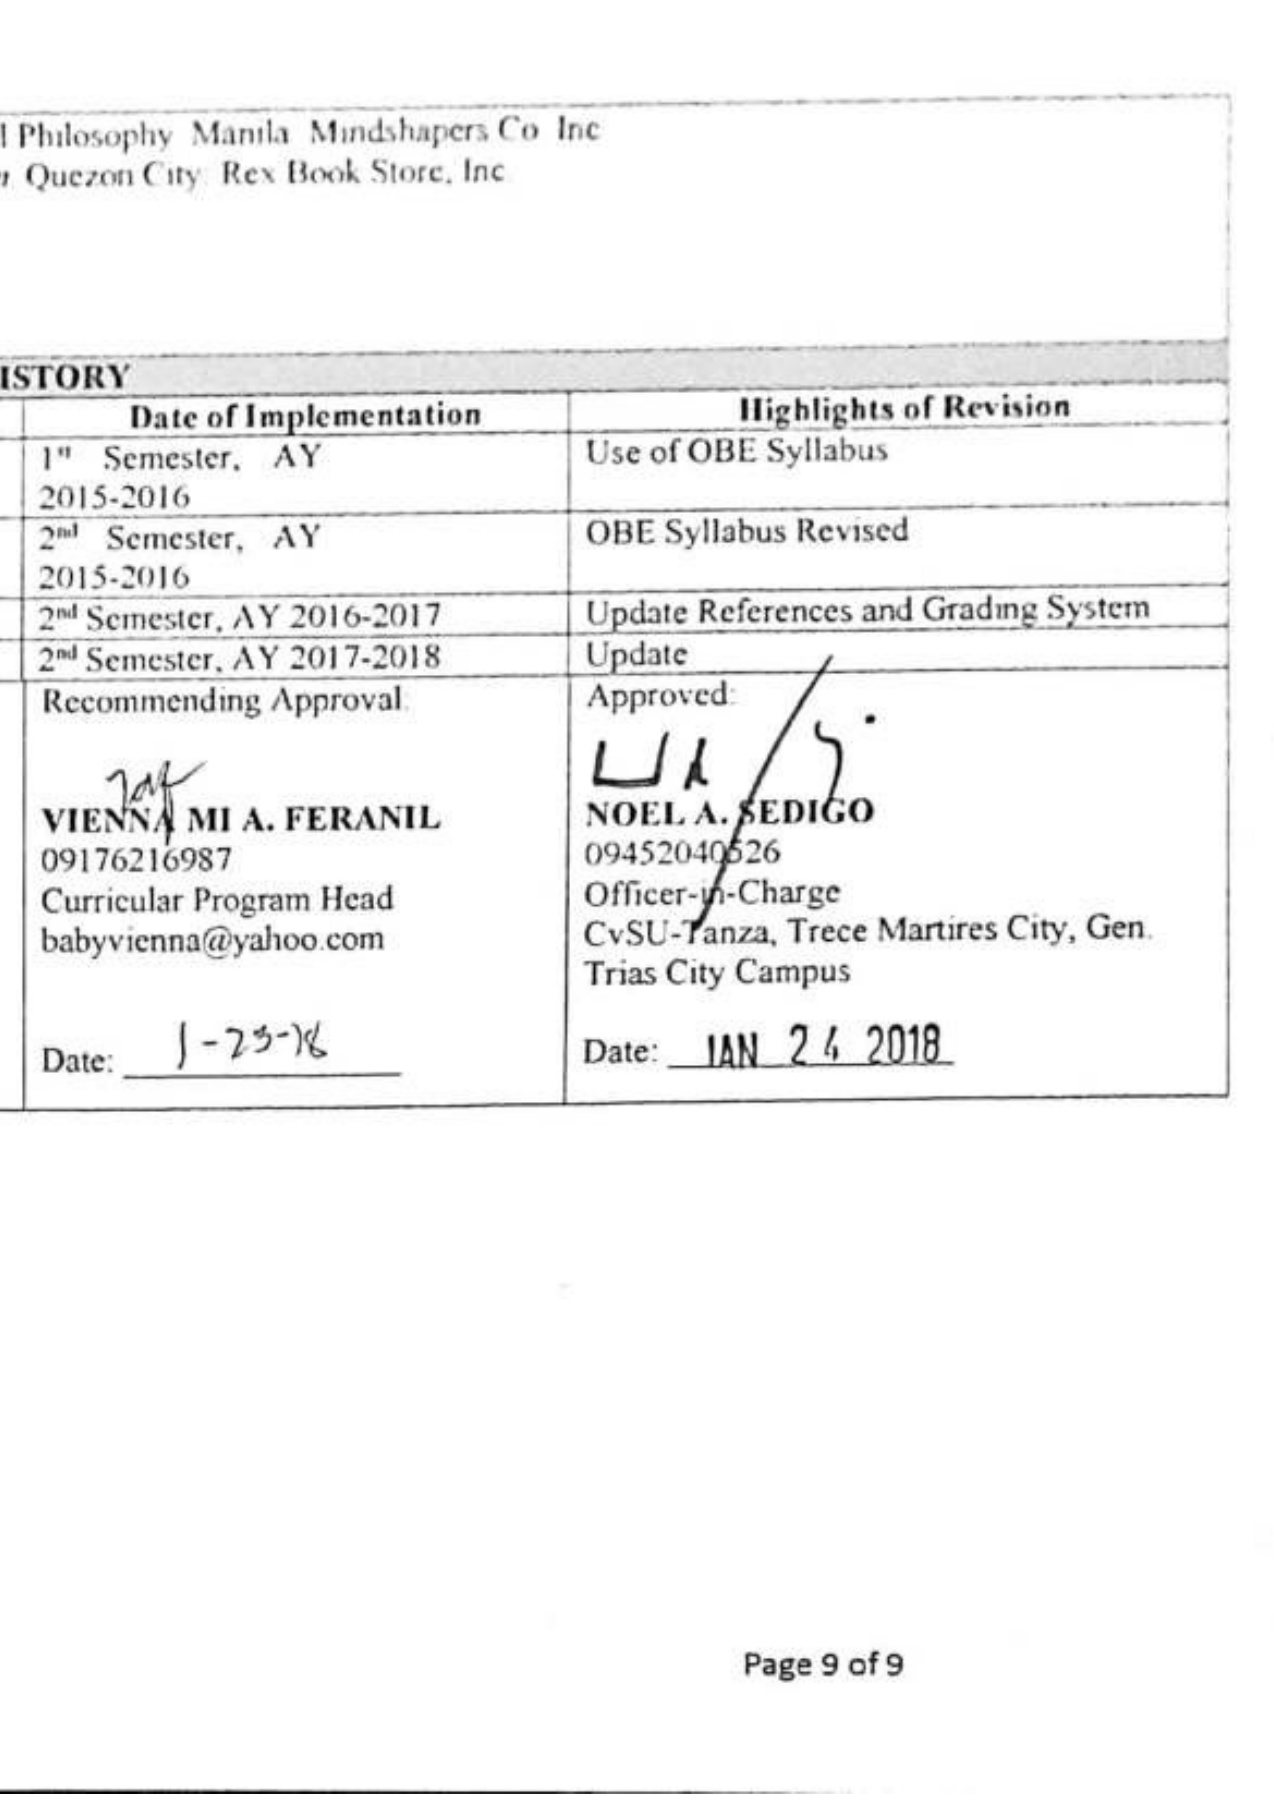 l Philosophy Manila Mindshapers Co Inc
n Quezon City Rex Book Store, Inc
ISTORY
Date of Implementation Highlights of Revision
1st Semester, AY Use of OBE Syllabus
2015-2016
2nd Semester, AY OBE Syllabus Revised
2015-2016
2nd Semester, AY 2016-2017 Update References and Grading System
2nd Semester, AY 2017-2018 Update
Recommending Approval:
VIENNA MI A. FERANIL
09176216987
Curricular Program Head
babyvienna@yahoo.com
Date: 1-23-18
Approved:
NOEL A. SEDIGO
09452040526
Officer-in-Charge
CvSU-Tanza, Trece Martires City, Gen.
Trias City Campus
Date: JAN 24 2018
Page 9 of 9